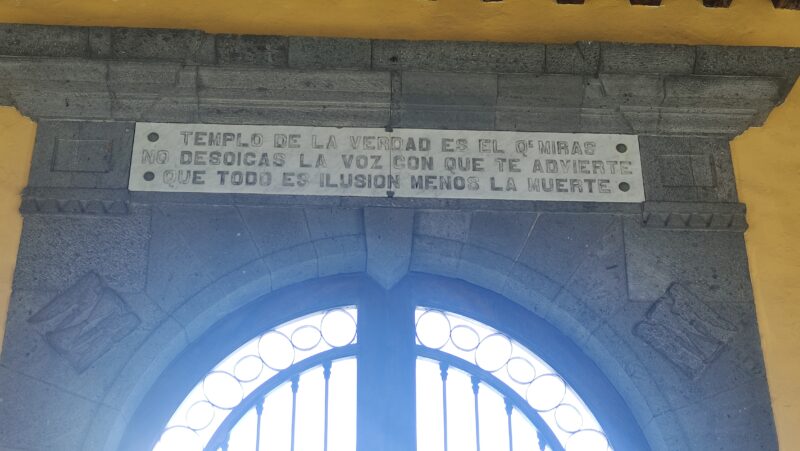 TEMPLO DE LA VERDAD ES EL Qᵉ MIRAS
NO DESOIGAS LA VOZ CON QUE TE ADVIERTE
QUE TODO ES ILUSION MENOS LA MUERTE